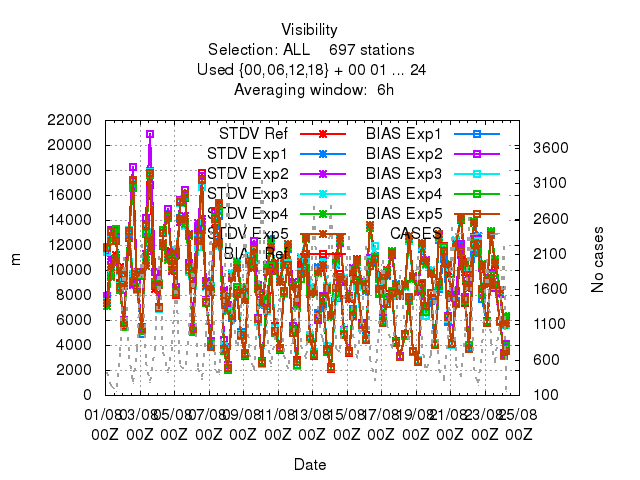 Visibility
Selection: ALL 697 stations
Used {00,06,12,18} + 00 01 ... 24
Averaging window: 6h
22000
20000
18000
16000
14000
12000
10000
8000
6000
4000
2000
0
m
STDV Ref
STDV Exp1
STDV Exp2
STDV Exp3
STDV Exp4
STDV Exp5
BIAS Ref
BIAS Exp1
BIAS Exp2
BIAS Exp3
BIAS Exp4
BIAS Exp5
CASES
3600
3100
2600
2100
1600
1100
600
100
No cases
01/08 03/08 05/08 07/08 09/08 11/08 13/08 15/08 17/08 19/08 21/08 23/08 25/08
00Z 00Z 00Z 00Z 00Z 00Z 00Z 00Z 00Z 00Z 00Z 00Z 00Z
Date